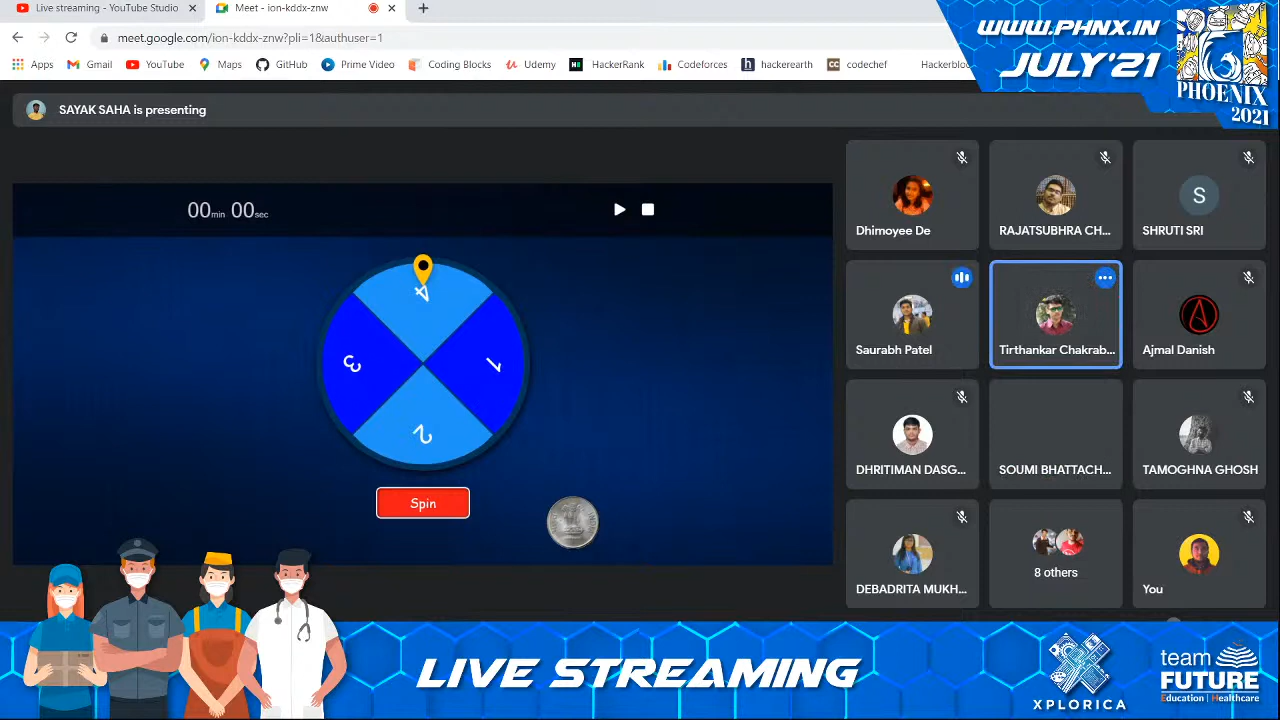 Live streaming - YouTube Studio
Meet - ion-kddx-znw
meet.google.com/ion-kddx-znw?pli=1&authuser=1
Apps Gmail YouTube Maps GitHub Prime Video Coding Blocks Udemy HackerRank Codeforces hackerearth codechef
WWW.PHNX.IN
JULY'21
PHOENIX
2021
SAYAK SAHA is presenting
00min 00sec
4
3
1
2
Spin
Dhimoyee De
RAJATSUBHRA CH...
S
SHRUTI SRI
Saurabh Patel
Tirthankar Chakrab...
Ajmal Danish
DHRITIMAN DASG...
SOUMI BHATTACH...
TAMOGHNA GHOSH
DEBADRITA MUKH...
8 others
You
LIVE STREAMING
XPLORICA
team
FUTURE
Education | Healthcare